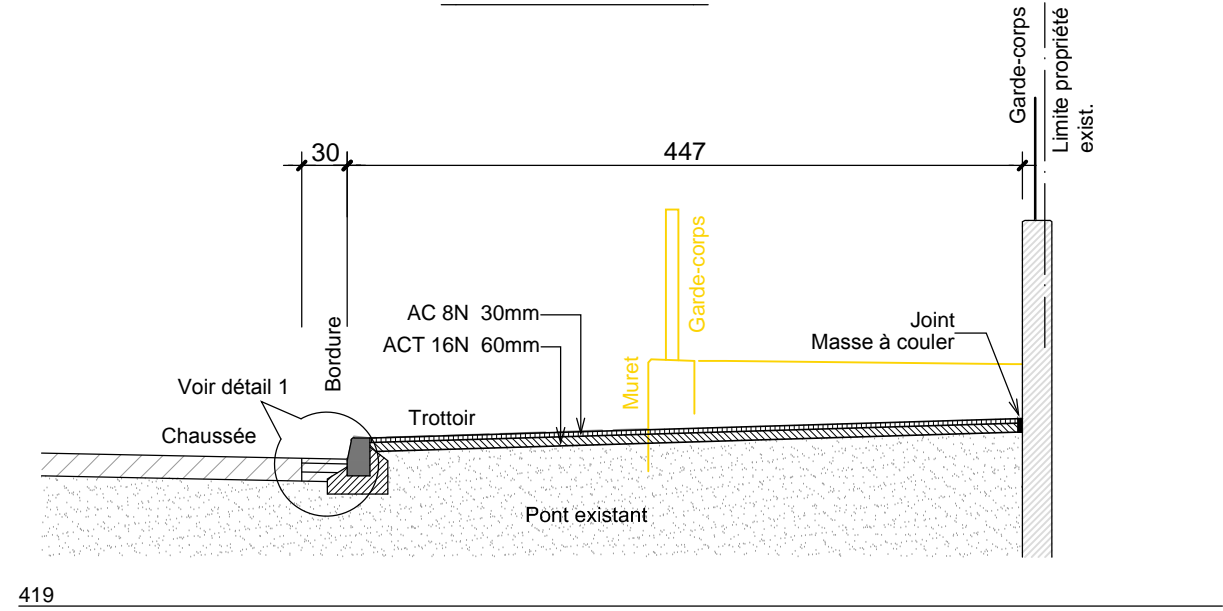 Garde-corps
Limite propriété
exist.
30
447
Garde-corps
AC 8N 30mm
ACT 16N 60mm
Joint
Masse à couler
Bordure
Muret
Voir détail 1
Trottoir
Chaussée
Pont existant
419